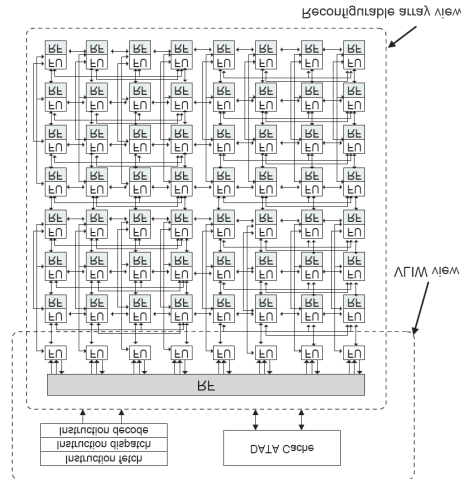 Instruction fetch
Instruction dispatch
Instruction decode
DATA Cache
RF
FU FU FU FU FU FU FU FU
FU FU FU FU FU FU FU FU
RF RF RF RF RF RF RF RF
VLIW view
FU FU FU FU FU FU FU FU
RF RF RF RF RF RF RF RF
FU FU FU FU FU FU FU FU
RF RF RF RF RF RF RF RF
FU FU FU FU FU FU FU FU
RF RF RF RF RF RF RF RF
FU FU FU FU FU FU FU FU
RF RF RF RF RF RF RF RF
FU FU FU FU FU FU FU FU
RF RF RF RF RF RF RF RF
FU FU FU FU FU FU FU FU
RF RF RF RF RF RF RF RF
Reconfigurable array view